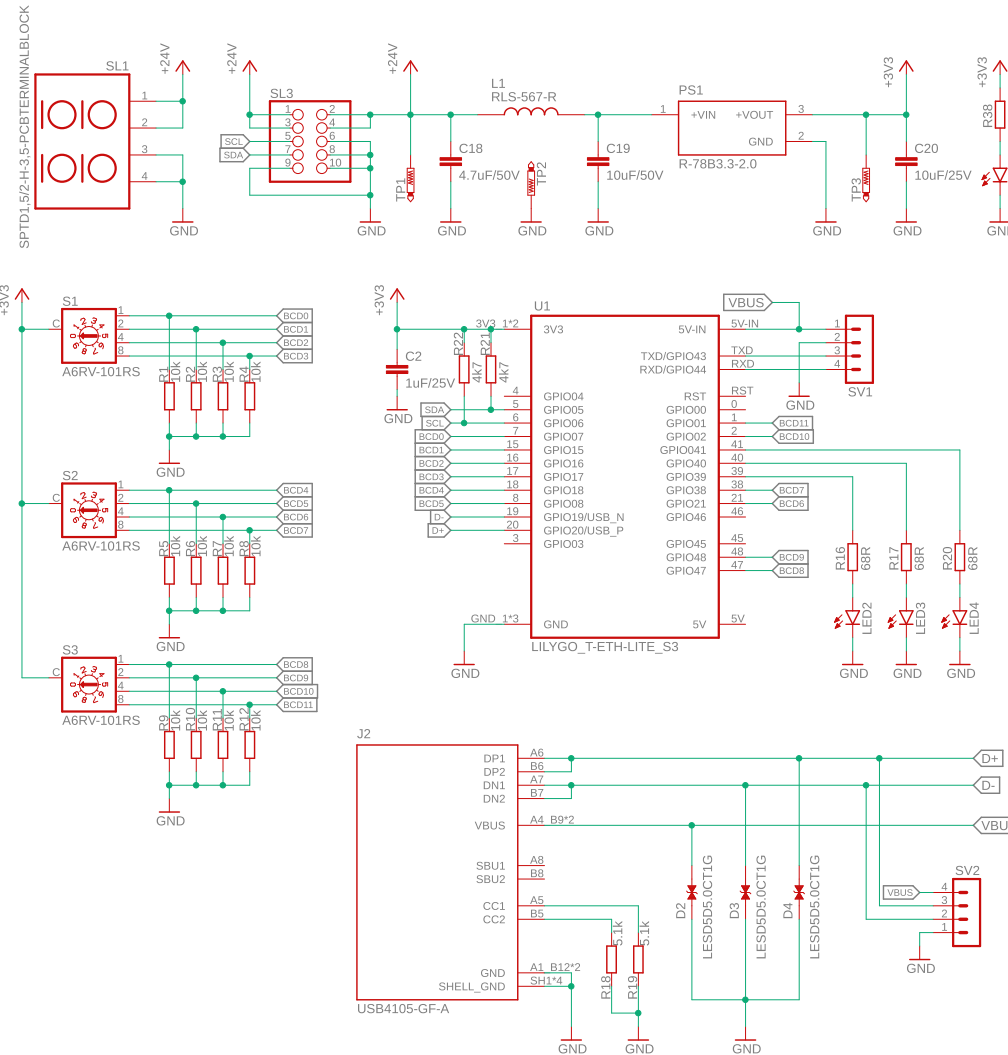 SPTD1,5/2-H-3,5-PCBTERMINALBLOCK
SL1
1
2
3
4
+24V
GND
+24V
SL3
1
2
3
4
5
6
7
8
9
10
SCL
SDA
GND
+24V
TP1
C18
4.7uF/50V
GND
L1
RLS-567-R
TP2
GND
C19
10uF/50V
GND
PS1
1
+VIN
+VOUT
3
GND
2
R-78B3.3-2.0
GND
TP3
+3V3
C20
10uF/25V
GND
+3V3
R38
+3V3
S1
C
1
2
4
8
A6RV-101RS
BCD0
BCD1
BCD2
BCD3
R1
10k
R2
10k
R3
10k
R4
10k
GND
S2
C
1
2
4
8
A6RV-101RS
BCD4
BCD5
BCD6
BCD7
R5
10k
R6
10k
R7
10k
R8
10k
GND
S3
C
1
2
4
8
A6RV-101RS
BCD8
BCD9
BCD10
BCD11
R9
10k
R10
10k
R11
10k
R12
10k
GND
+3V3
C2
1uF/25V
GND
R22
4k7
R21
4k7
U1
3V3 1*2 3V3
4 GPIO04
SDA 5 GPIO05
SCL 6 GPIO06
BCD0 7 GPIO07
BCD1 15 GPIO15
BCD2 16 GPIO16
BCD3 17 GPIO17
BCD4 18 GPIO18
BCD5 8 GPIO08
D- 19 GPIO19/USB_N
D+ 20 GPIO20/USB_P
3 GPIO03
GND 1*3 GND
GND
5V-IN 5V-IN
TXD/GPIO43 TXD
RXD/GPIO44 RXD
RST RST
GPIO00 0
GPIO01 1 BCD11
GPIO02 2 BCD10
GPIO041 41
GPIO40 40
GPIO39 39
GPIO38 38 BCD7
GPIO21 21 BCD6
GPIO46 46
GPIO45 45
GPIO48 48 BCD9
GPIO47 47 BCD8
5V 5V
LILYGO_T-ETH-LITE_S3
VBUS
1
2
3
4
SV1
GND
R16
68R
LED2
GND
R17
68R
LED3
GND
R20
68R
LED4
GND
J2
DP1 A6
DP2 B6
DN1 A7
DN2 B7
VBUS A4 B9*2
SBU1 A8
SBU2 B8
CC1 A5
CC2 B5
GND A1 B12*2
SHELL_GND SH1*4
USB4105-GF-A
GND
R18
5.1k
R19
5.1k
GND
D2
LESD5D5.0CT1G
D3
LESD5D5.0CT1G
D4
LESD5D5.0CT1G
GND
D+
D-
SV2
VBUS
4
3
2
1
GND